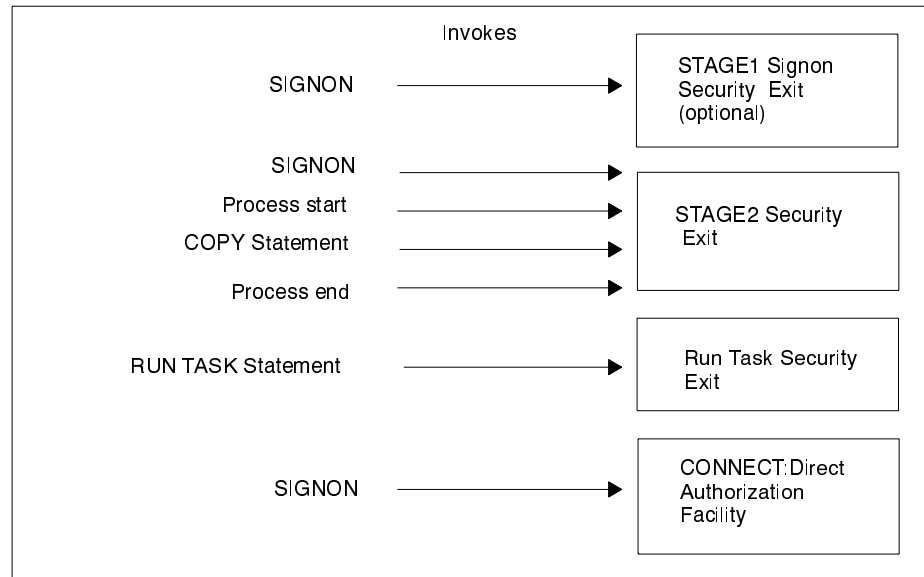 Invokes
SIGNON
STAGE1 Signon
Security Exit
(optional)
SIGNON
Process start
COPY Statement
Process end
STAGE2 Security
Exit
RUN TASK Statement
Run Task Security
Exit
SIGNON
CONNECT:Direct
Authorization
Facility